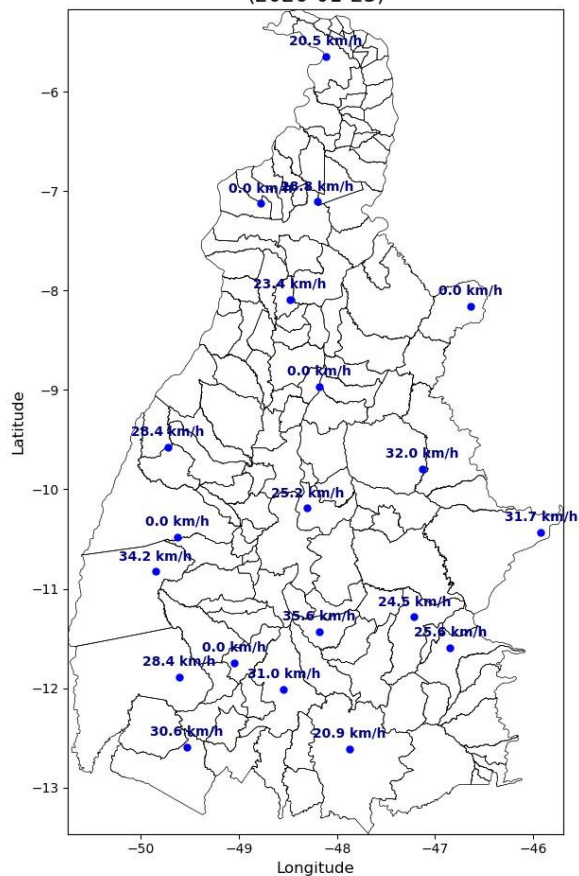 20.5 km/h
−6
0.0 km/h
28.8 km/h
−7
23.4 km/h
0.0 km/h
−8
0.0 km/h
−9
28.4 km/h
32.0 km/h
Latitude
25.2 km/h
−10
0.0 km/h
31.7 km/h
34.2 km/h
−11
24.5 km/h
35.6 km/h
25.6 km/h
0.0 km/h
28.4 km/h
31.0 km/h
−12
30.6 km/h
20.9 km/h
−13
−50 −49 −48 −47 −46
Longitude